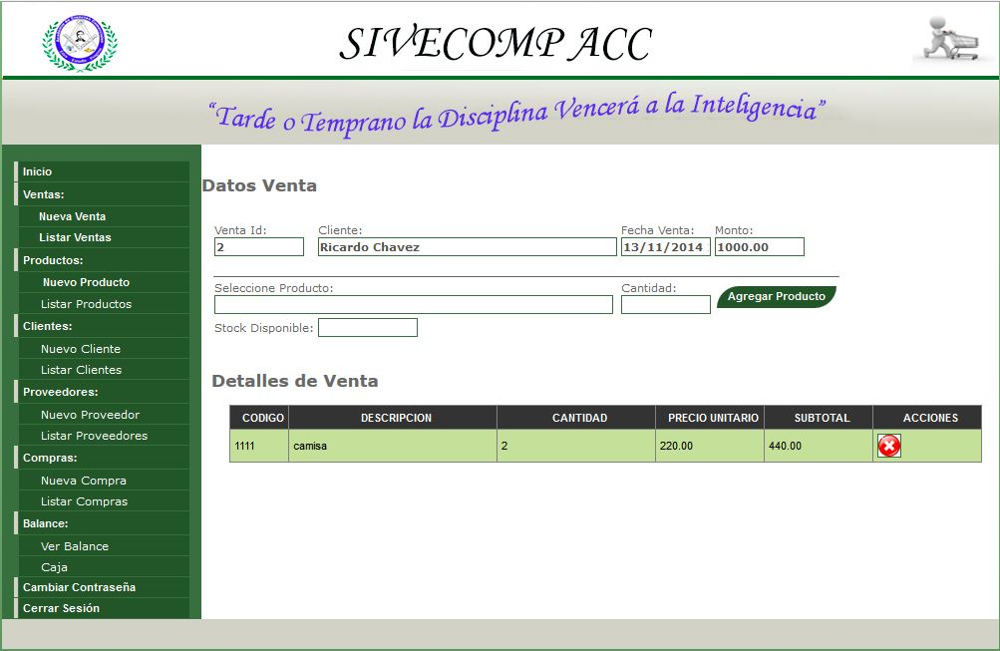 SIVECOMP ACC
“Tarde o Temprano la Disciplina Vencerá a la Inteligencia”
Inicio
Ventas:
Nueva Venta
Listar Ventas
Productos:
Nuevo Producto
Listar Productos
Clientes:
Nuevo Cliente
Listar Clientes
Proveedores:
Nuevo Proveedor
Listar Proveedores
Compras:
Nueva Compra
Listar Compras
Balance:
Ver Balance
Caja
Cambiar Contraseña
Cerrar Sesión
Datos Venta
Venta Id: Cliente: Fecha Venta: Monto:
2 Ricardo Chavez 13/11/2014 1000.00
Seleccione Producto: Cantidad:
Agregar Producto
Stock Disponible:
Detalles de Venta
CODIGO DESCRIPCION CANTIDAD PRECIO UNITARIO SUBTOTAL ACCIONES
1111 camisa 2 220.00 440.00